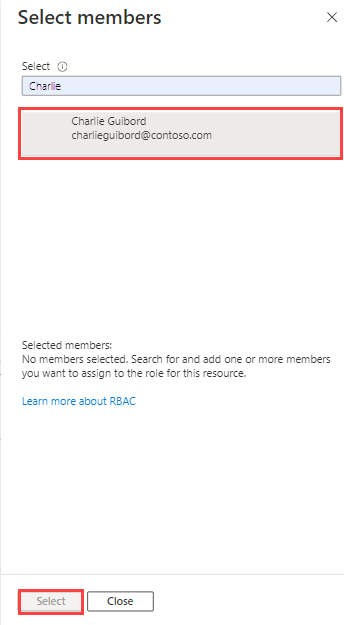 Select members
Select
Charlie
Charlie Guibord
charlieguibord@contoso.com
Selected members:
No members selected. Search for and add one or more members
you want to assign to the role for this resource.
Learn more about RBAC
Select Close